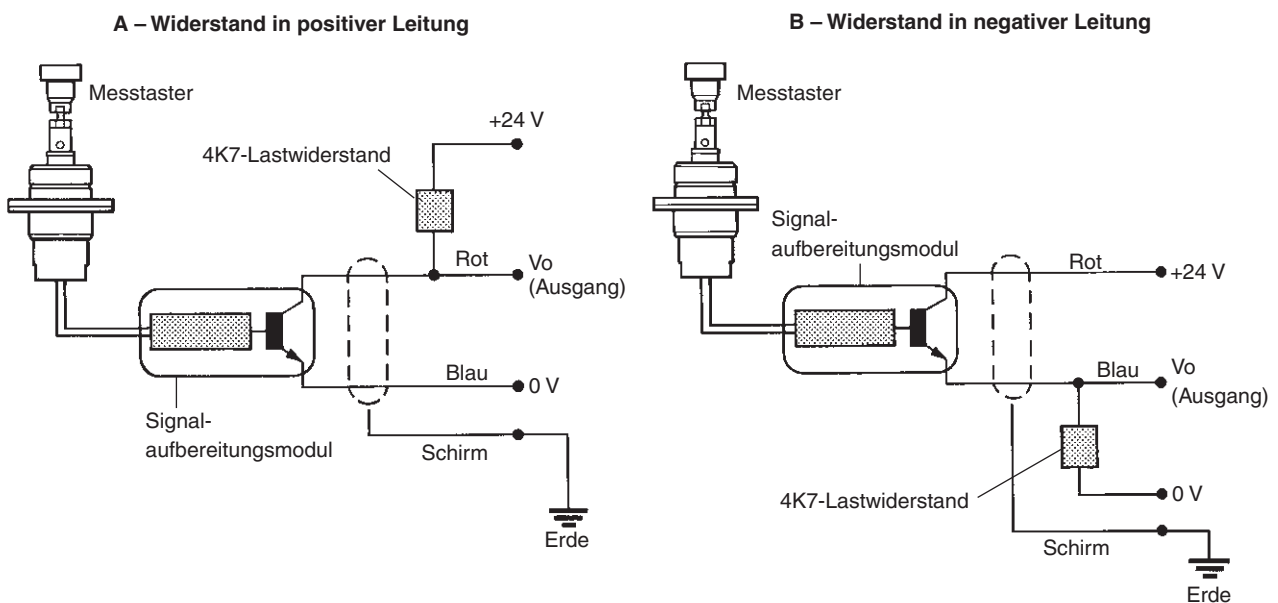 A – Widerstand in positiver Leitung
Messtaster
+24 V
4K7-Lastwiderstand
Rot
Vo
(Ausgang)
Blau
0 V
Signal-
aufbereitungsmodul
Schirm
Erde
B – Widerstand in negativer Leitung
Messtaster
Signal-
aufbereitungsmodul
Rot
+24 V
Blau
Vo
(Ausgang)
4K7-Lastwiderstand
0 V
Schirm
Erde